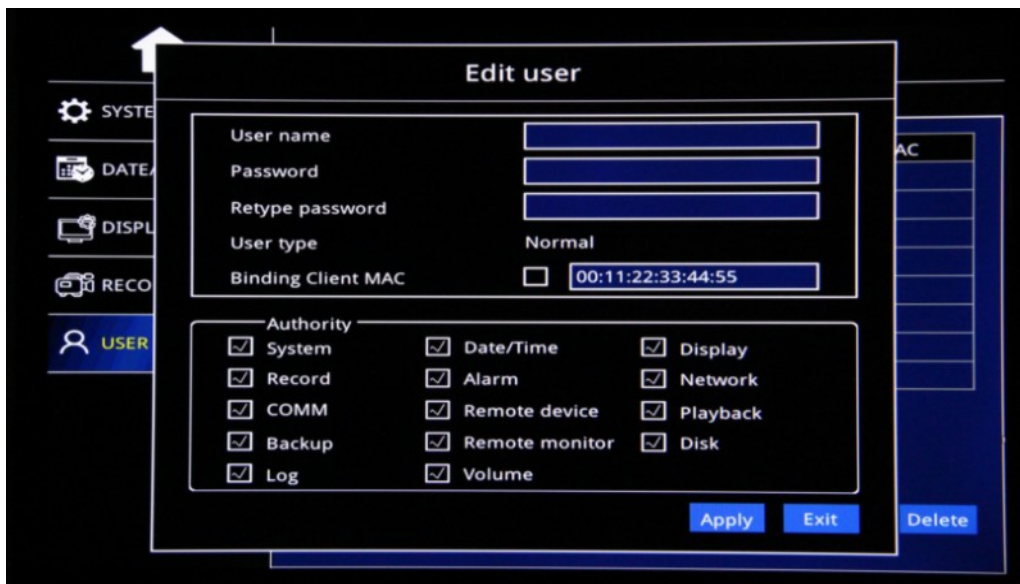 Edit user
SYSTE
DATE/
DISPL
RECO
USER
AC
User name
Password
Retype password
User type Normal
Binding Client MAC 00:11:22:33:44:55
Authority
System Date/Time Display
Record Alarm Network
COMM Remote device Playback
Backup Remote monitor Disk
Log Volume
Apply Exit Delete